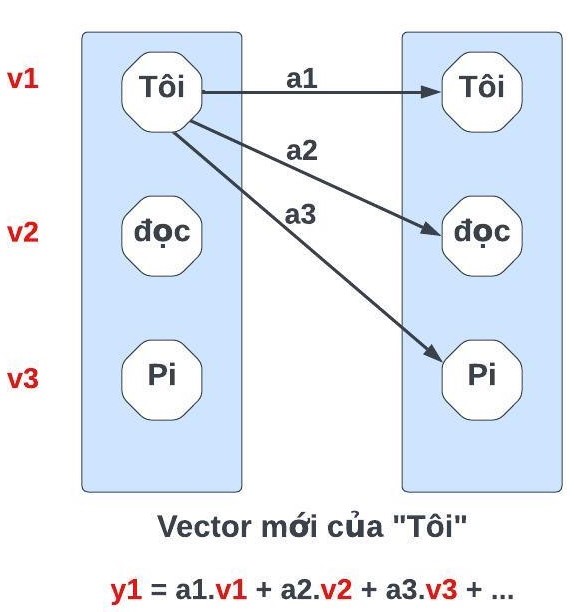 v1 Tôi a1 Tôi
a2
a3
v2 đọc đọc
v3 Pi Pi
Vector mới của "Tôi"
y1 = a1.v1 + a2.v2 + a3.v3 + ...